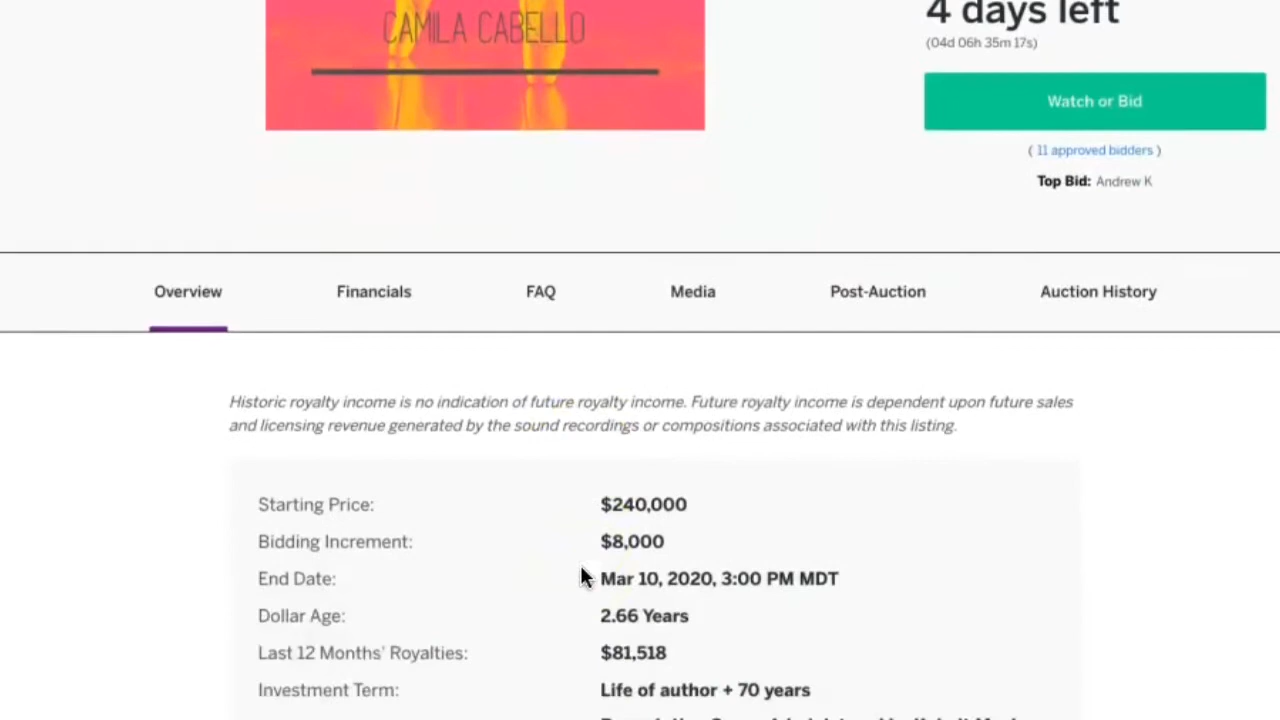 CAMILA CABELLO
4 days left
(04d 06h 35m 17s)
Watch or Bid
( 11 approved bidders )
Top Bid: Andrew K
Overview Financials FAQ Media Post-Auction Auction History
Historic royalty income is no indication of future royalty income. Future royalty income is dependent upon future sales
and licensing revenue generated by the sound recordings or compositions associated with this listing.
Starting Price: $240,000
Bidding Increment: $8,000
End Date: Mar 10, 2020, 3:00 PM MDT
Dollar Age: 2.66 Years
Last 12 Months' Royalties: $81,518
Investment Term: Life of author + 70 years